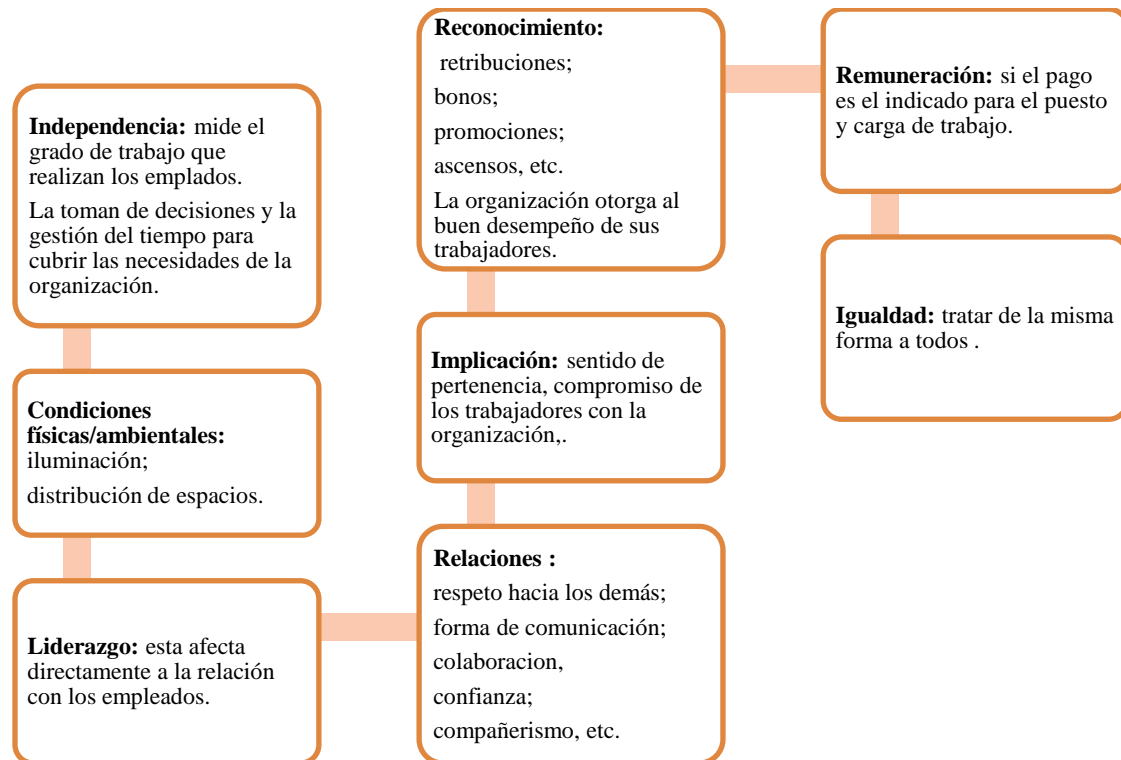 Independencia: mide el
grado de trabajo que
realizan los emplados.
La toman de decisiones y la
gestión del tiempo para
cubrir las necesidades de la
organización.
Condiciones
físicas/ambientales:
iluminación;
distribución de espacios.
Liderazgo: esta afecta
directamente a la relación
con los empleados.
Relaciones :
respeto hacia los demás;
forma de comunicación;
colaboracion,
confianza;
compañerismo, etc.
Implicación: sentido de
pertenencia, compromiso de
los trabajadores con la
organización,.
Reconocimiento:
retribuciones;
bonos;
promociones;
ascensos, etc.
La organización otorga al
buen desempeño de sus
trabajadores.
Remuneración: si el pago
es el indicado para el puesto
y carga de trabajo.
Igualdad: tratar de la misma
forma a todos .